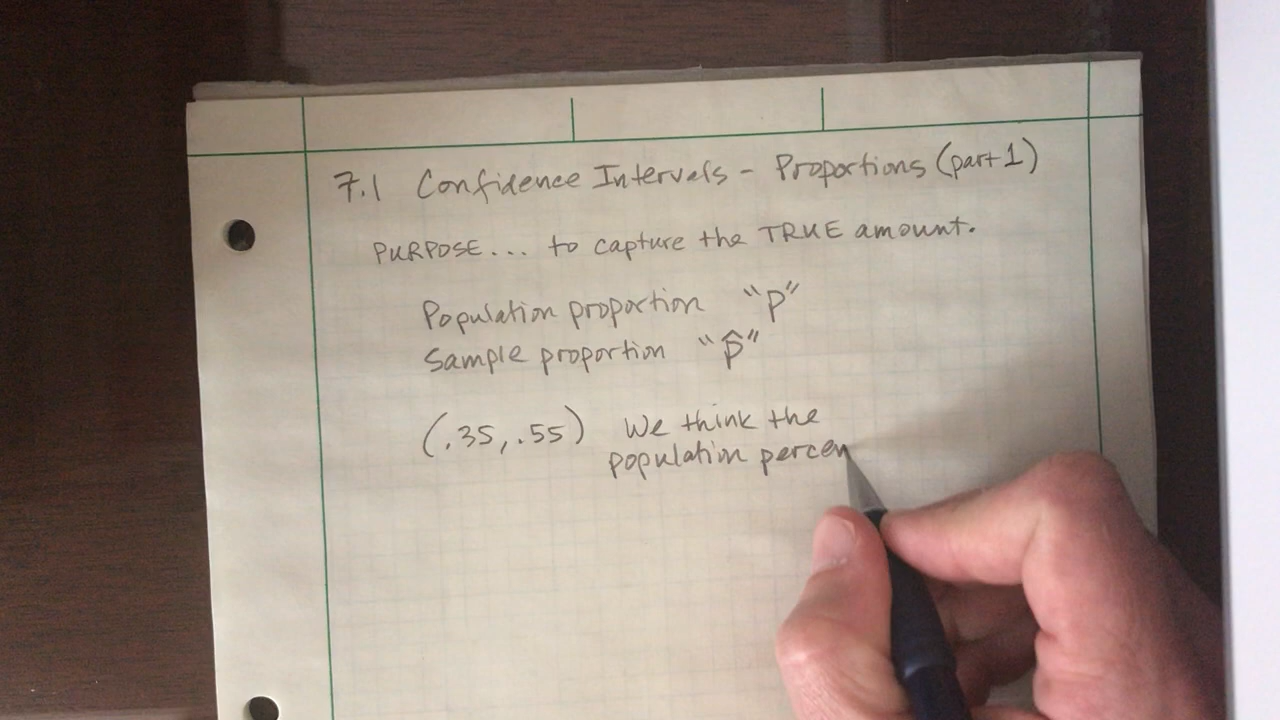 7.1 Confidence Intervals - Proportions (part 1)
PURPOSE... to capture the TRUE amount.
Population proportion "p"
Sample proportion "p̂"
(.35, .55) We think the
population percen